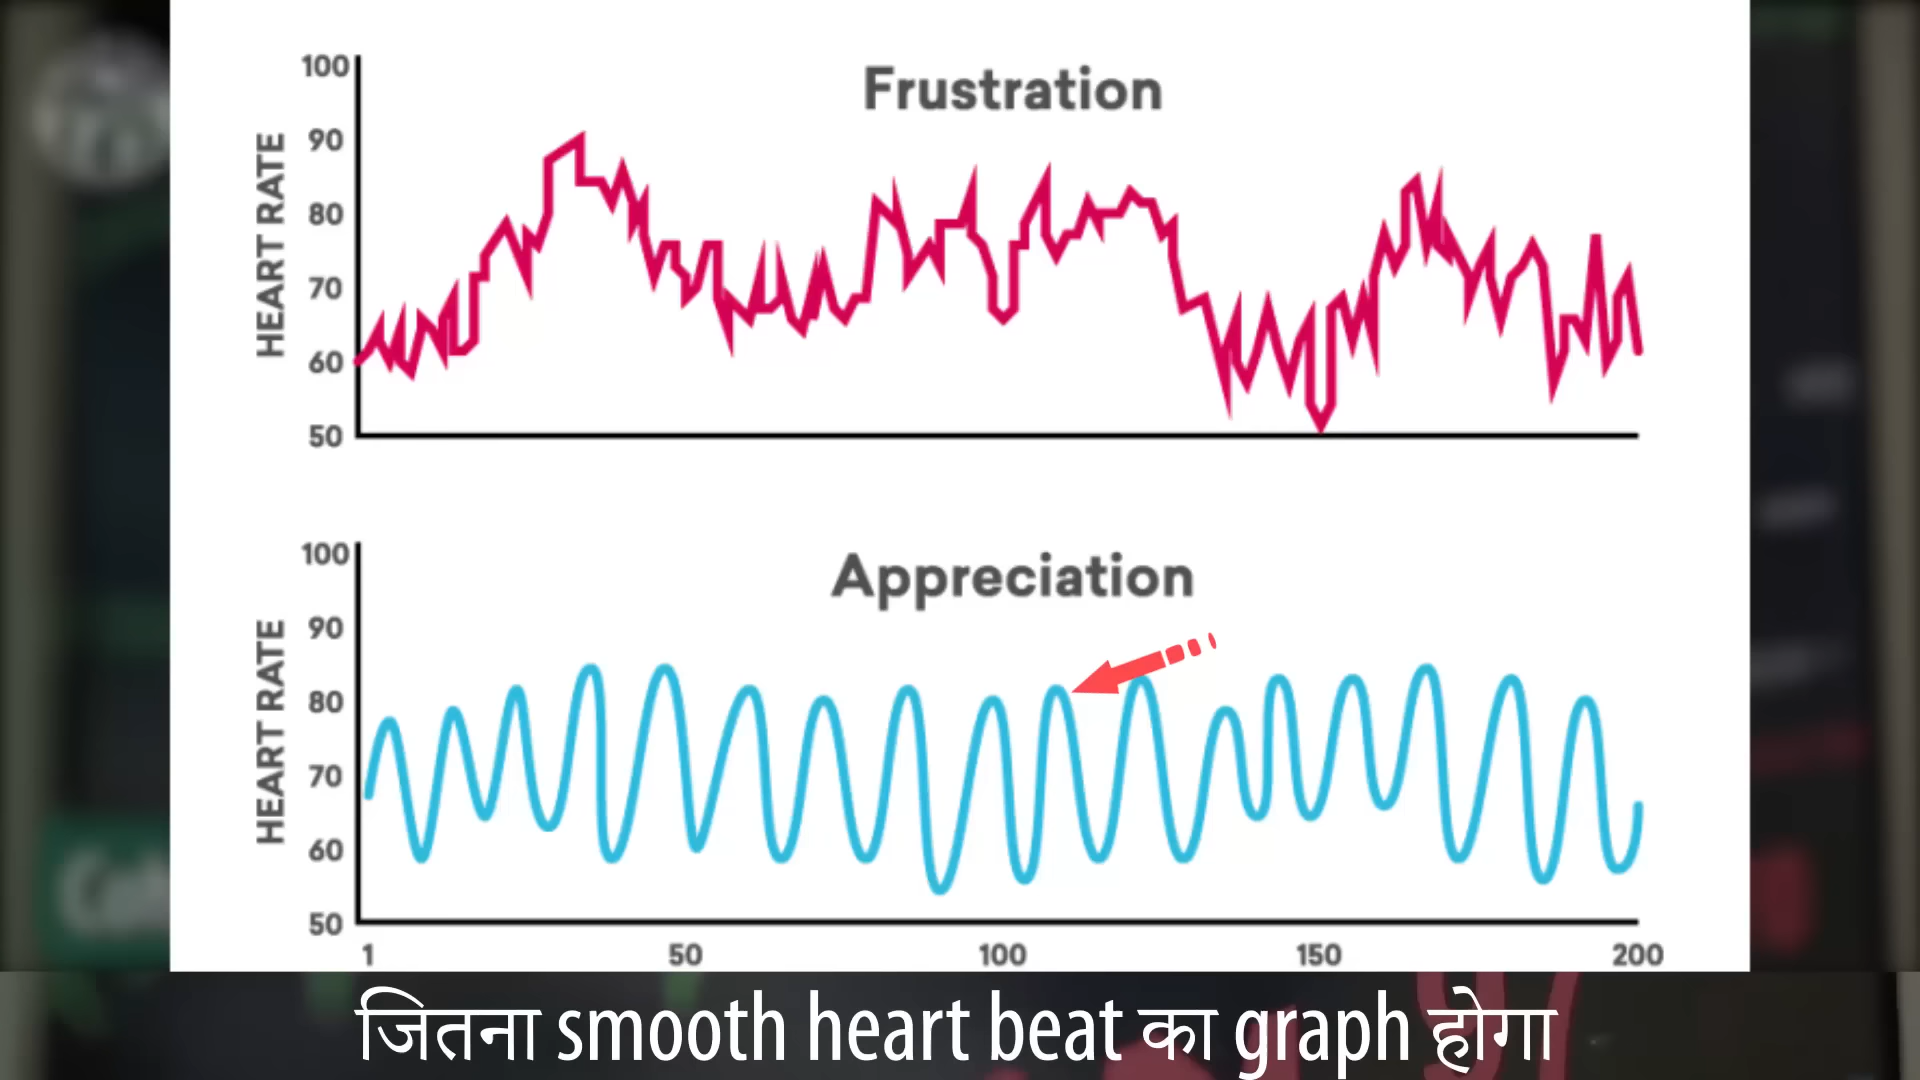 Frustration
HEART RATE
100
90
80
70
60
50
Appreciation
HEART RATE
100
90
80
70
60
50
1 50 100 150 200
जितना smooth heart beat का graph होगा